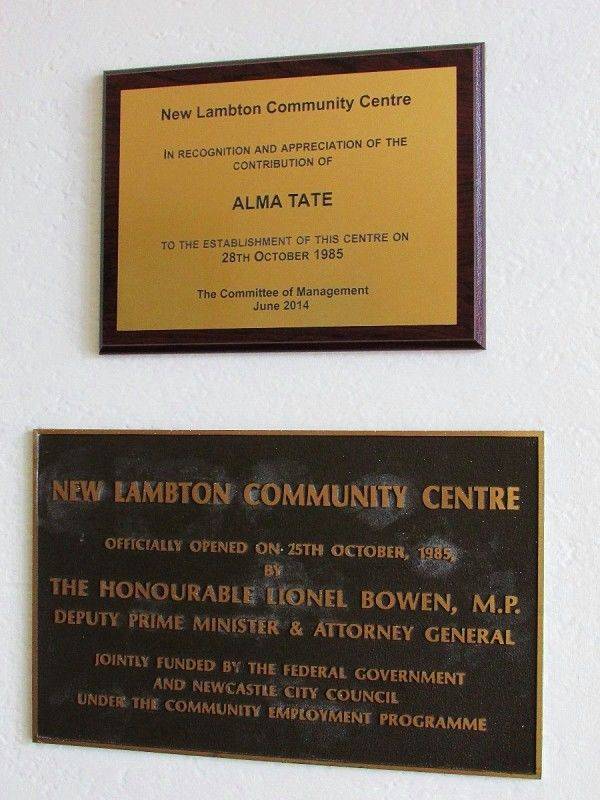 New Lambton Community Centre
IN RECOGNITION AND APPRECIATION OF THE
CONTRIBUTION OF
ALMA TATE
TO THE ESTABLISHMENT OF THIS CENTRE ON
28TH OCTOBER 1985
The Committee of Management
June 2014
NEW LAMBTON COMMUNITY CENTRE
OFFICIALLY OPENED ON 25TH OCTOBER, 1985,
BY
THE HONOURABLE LIONEL BOWEN, M.P.
DEPUTY PRIME MINISTER & ATTORNEY GENERAL
JOINTLY FUNDED BY THE FEDERAL GOVERNMENT
AND NEWCASTLE CITY COUNCIL
UNDER THE COMMUNITY EMPLOYMENT PROGRAMME